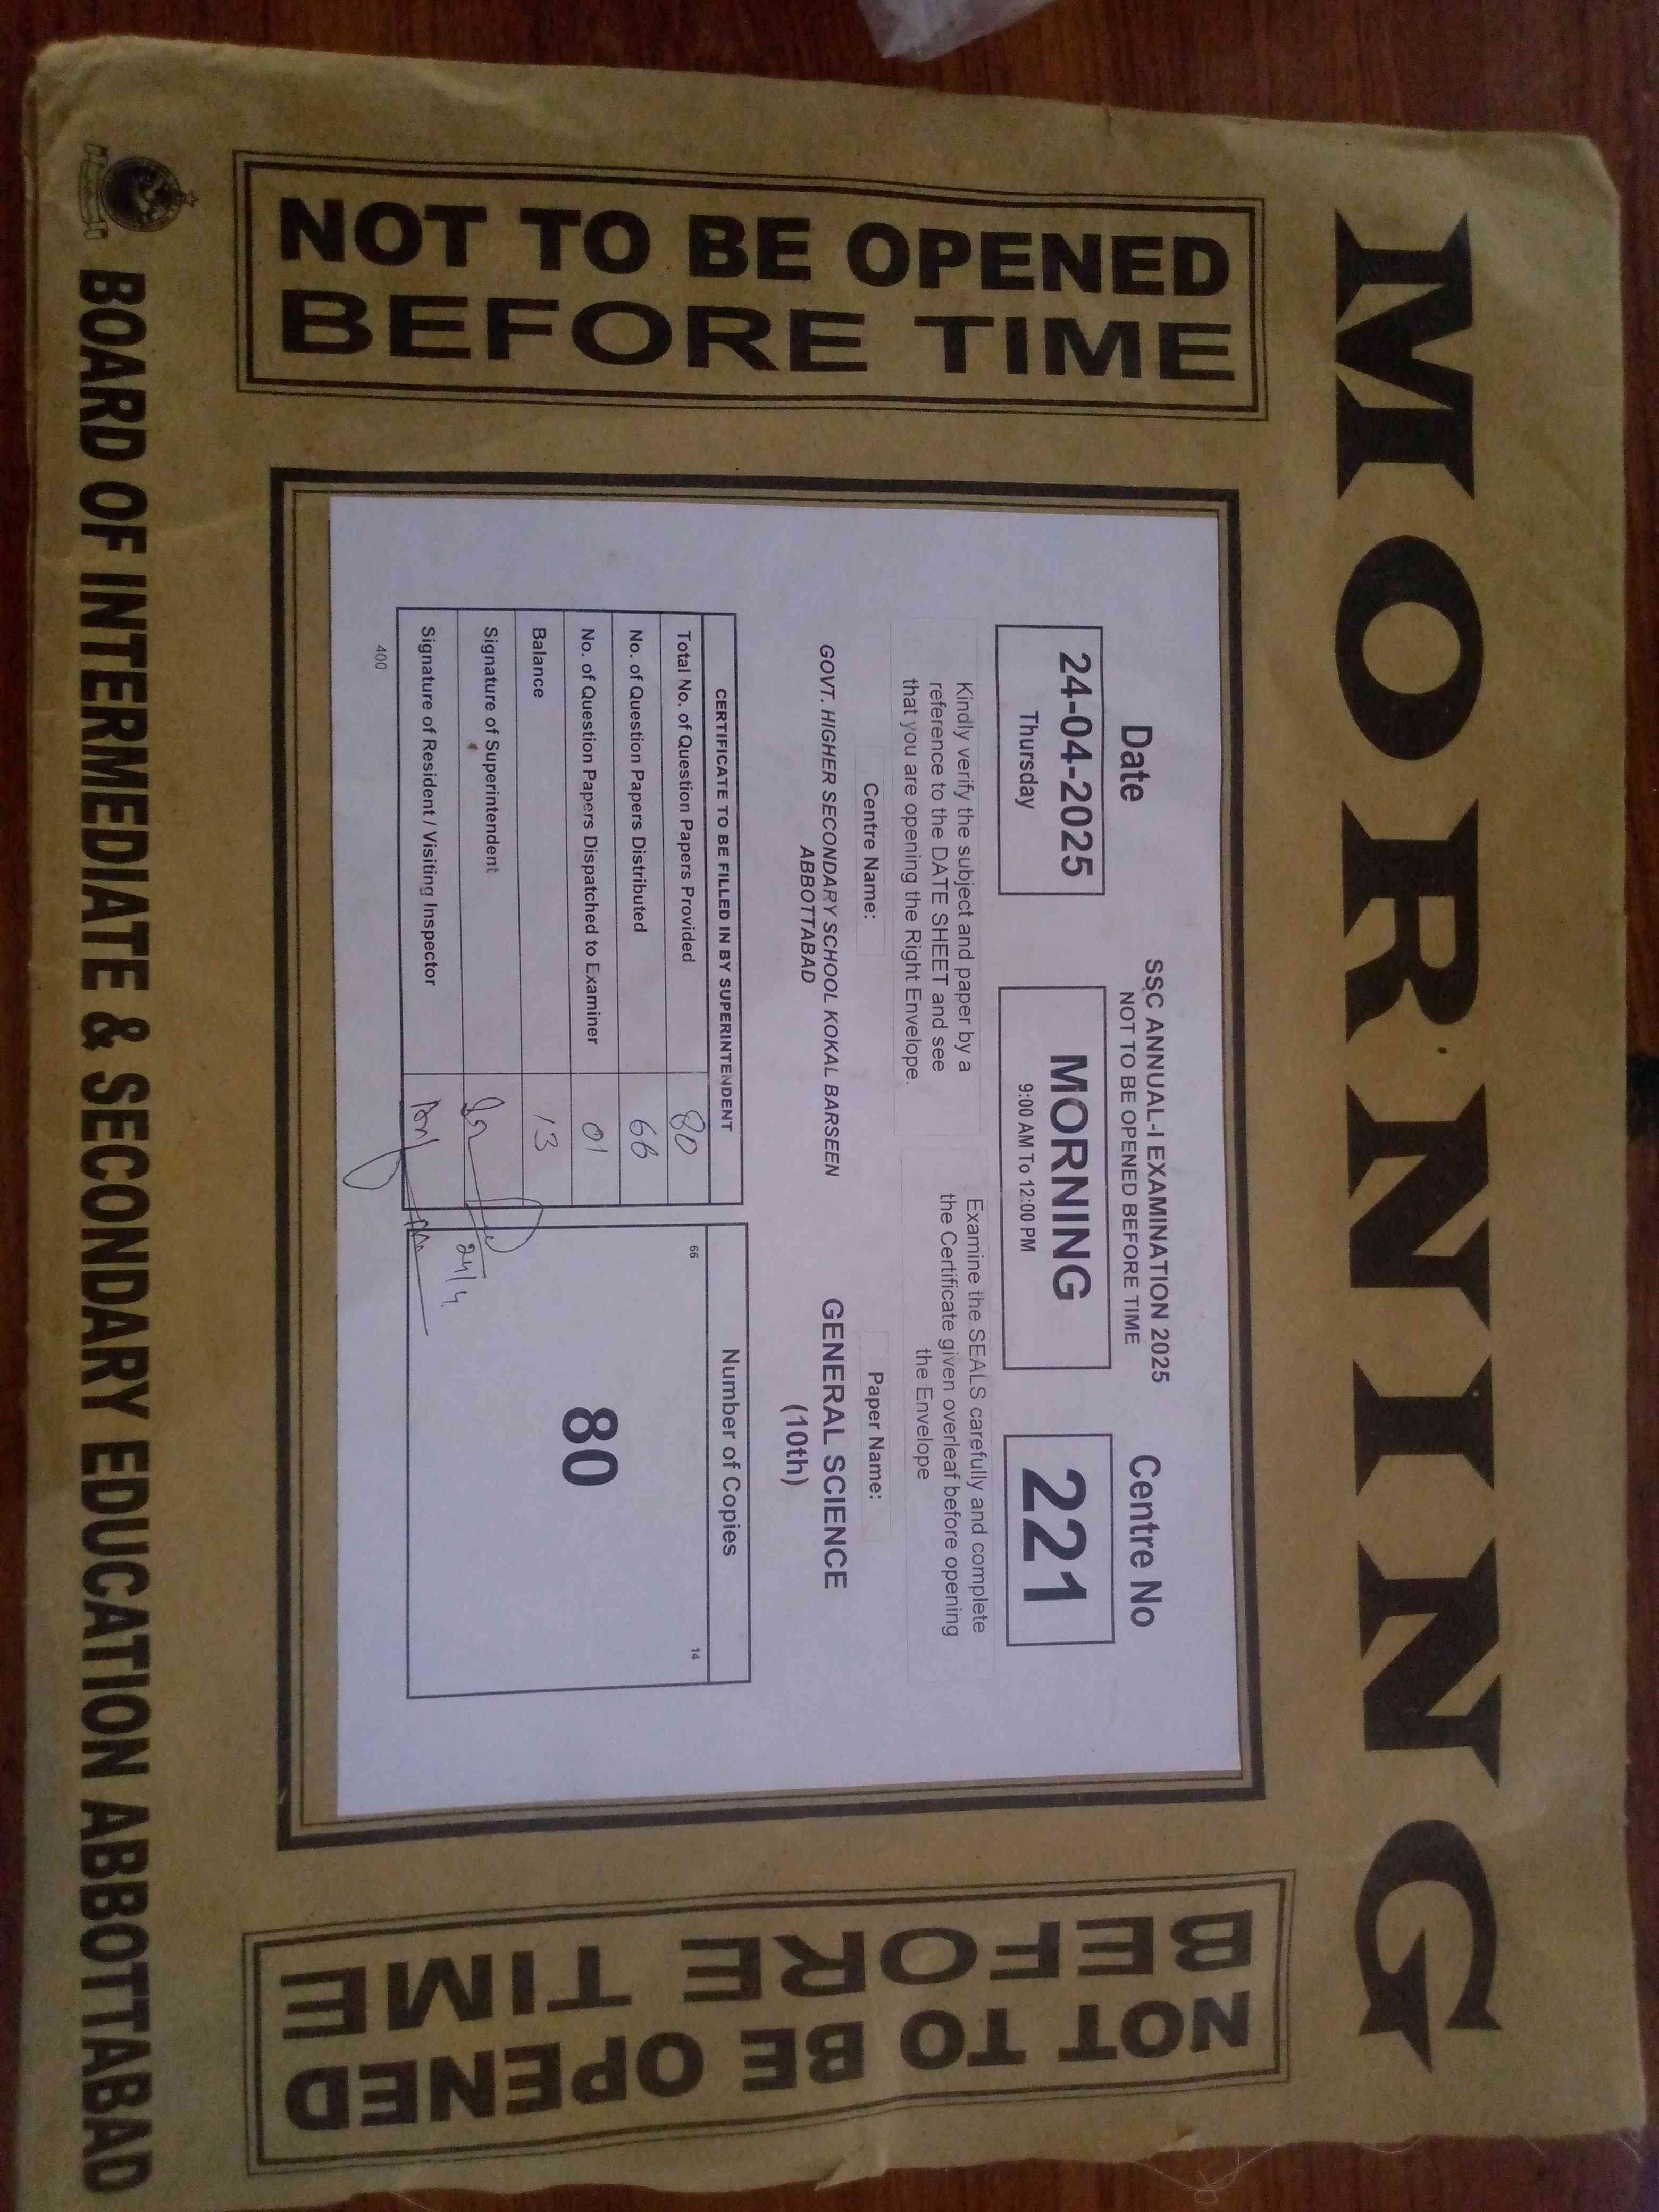 MORNING
NOT TO BE OPENED
BEFORE TIME
SSC ANNUAL-I EXAMINATION 2025
NOT TO BE OPENED BEFORE TIME
Date
24-04-2025
Thursday
MORNING
9:00 AM To 12:00 PM
Centre No
221
Kindly verify the subject and paper by a
reference to the DATE SHEET and see
that you are opening the Right Envelope.
Examine the SEALS carefully and complete
the Certificate given overleaf before opening
the Envelope
Centre Name:
GOVT. HIGHER SECONDARY SCHOOL KOKAL BARSEEN
ABBOTTABAD
Paper Name:
GENERAL SCIENCE
(10th)
CERTIFICATE TO BE FILLED IN BY SUPERINTENDENT
Total No. of Question Papers Provided 80
No. of Question Papers Distributed 66
No. of Question Papers Dispatched to Examiner 01
Balance 13
Signature of Superintendent
24/4
Signature of Resident / Visiting Inspector
400
Number of Copies
66 14
80
NOT TO BE OPENED
BEFORE TIME
BOARD OF INTERMEDIATE & SECONDARY EDUCATION ABBOTTABAD